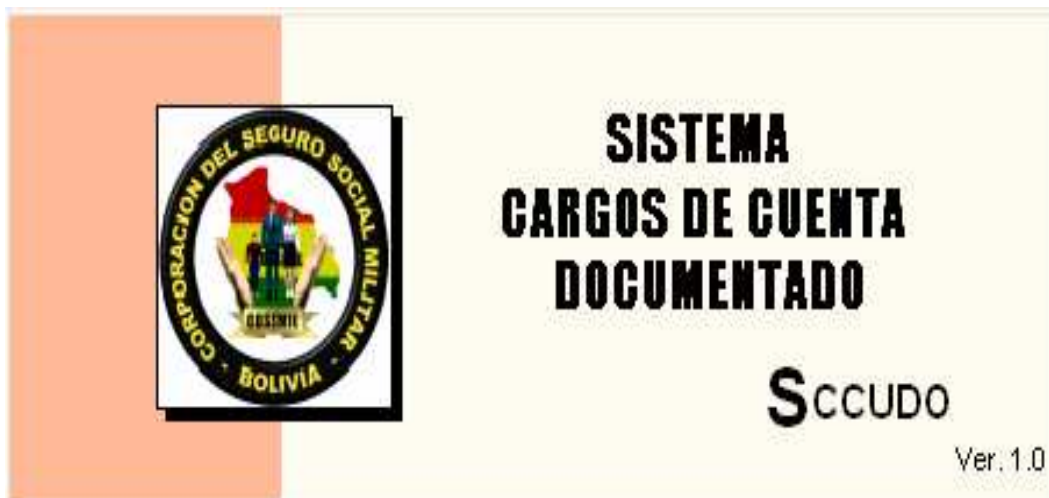 CORPORACION DEL SEGURO SOCIAL MILITAR
- BOLIVIA -
COSSMIL
SISTEMA
CARGOS DE CUENTA
DOCUMENTADO
SCCUDO
Ver. 1.0